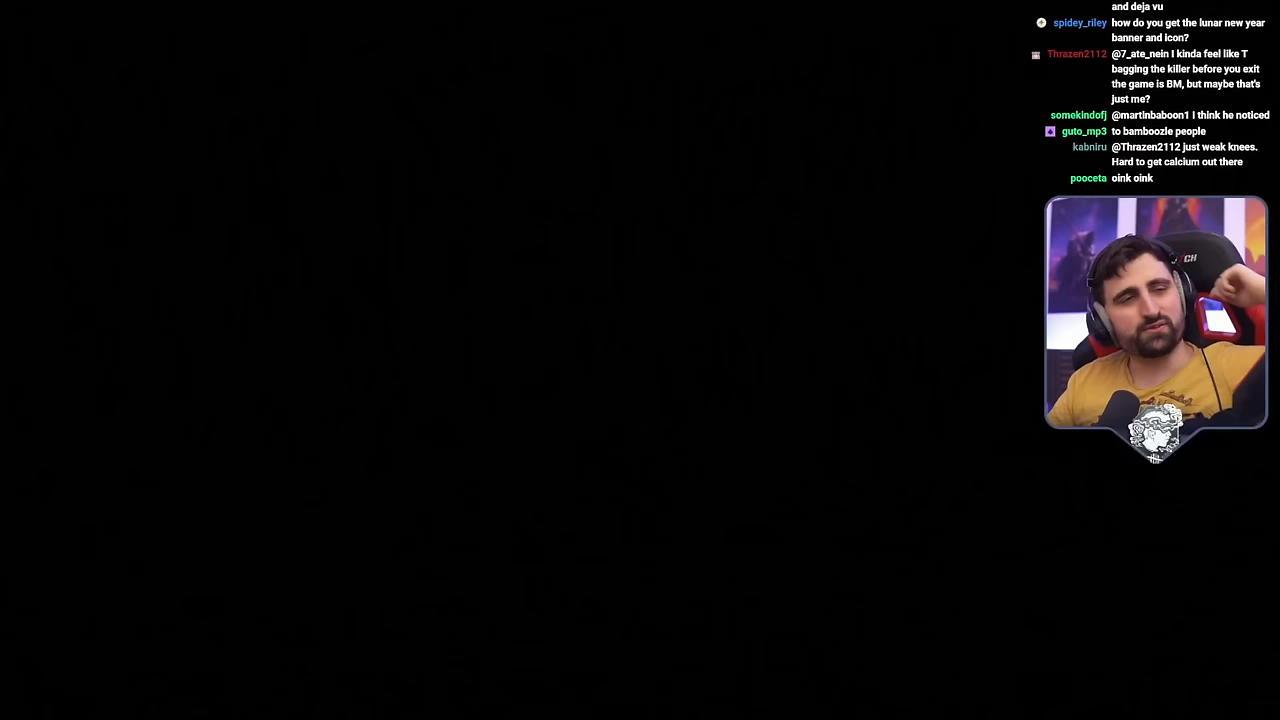 and deja vu
spidey_riley how do you get the lunar new year
banner and icon?
Thrazen2112 @7_ate_nein I kinda feel like T
bagging the killer before you exit
the game is BM, but maybe that's
just me?
somekindofj @martinbaboon1 I think he noticed
guto_mp3 to bamboozle people
kabniru @Thrazen2112 just weak knees.
Hard to get calcium out there
pooceta oink oink